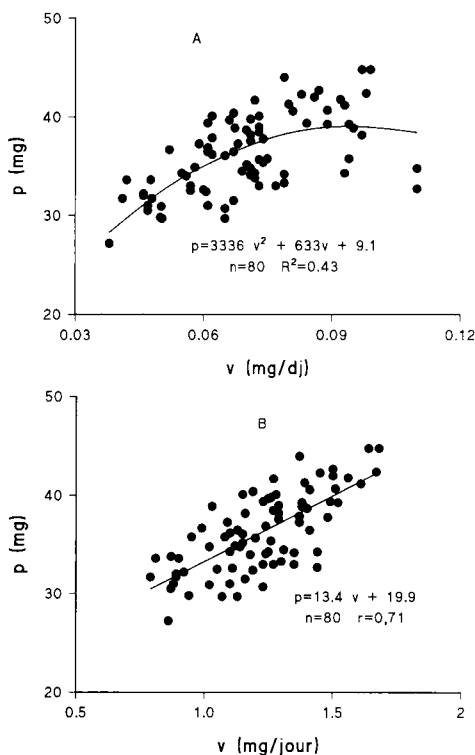 A
50
40
30
20
p (mg)
p=3336 v² + 633v + 9.1
n=80 R²=0.43
0.03 0.06 0.09 0.12
v (mg/dj)
B
50
40
30
20
p (mg)
p=13.4 v + 19.9
n=80 r=0,71
0.5 1.0 1.5 2
v (mg/jour)